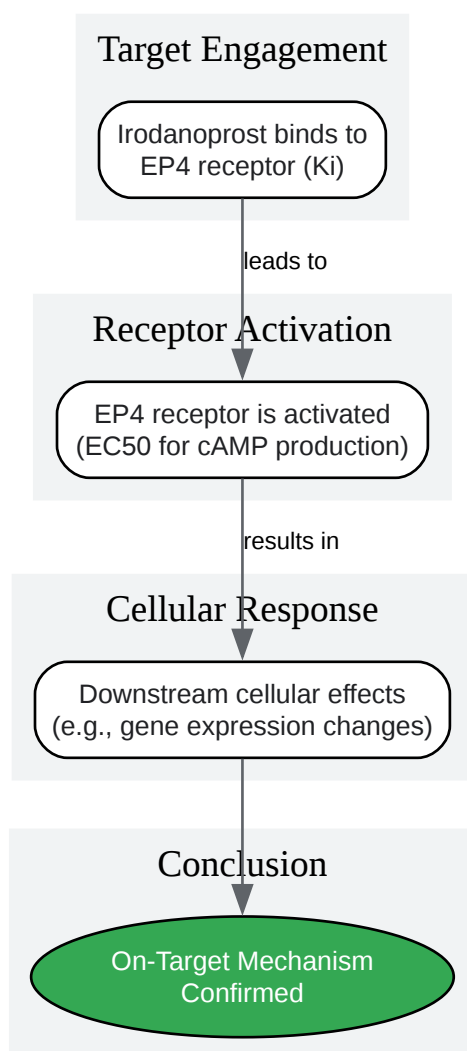 Target Engagement
Irodanoprost binds to
EP4 receptor (Ki)
leads to
Receptor Activation
EP4 receptor is activated
(EC50 for cAMP production)
results in
Cellular Response
Downstream cellular effects
(e.g., gene expression changes)
Conclusion
On-Target Mechanism
Confirmed